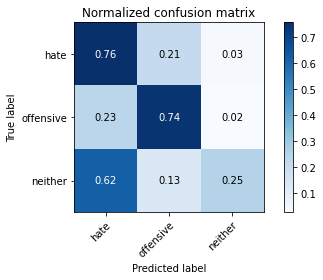 Normalized confusion matrix
True label
hate 0.76 0.21 0.03
offensive 0.23 0.74 0.02
neither 0.62 0.13 0.25
hate offensive neither
Predicted label
0.7
0.6
0.5
0.4
0.3
0.2
0.1